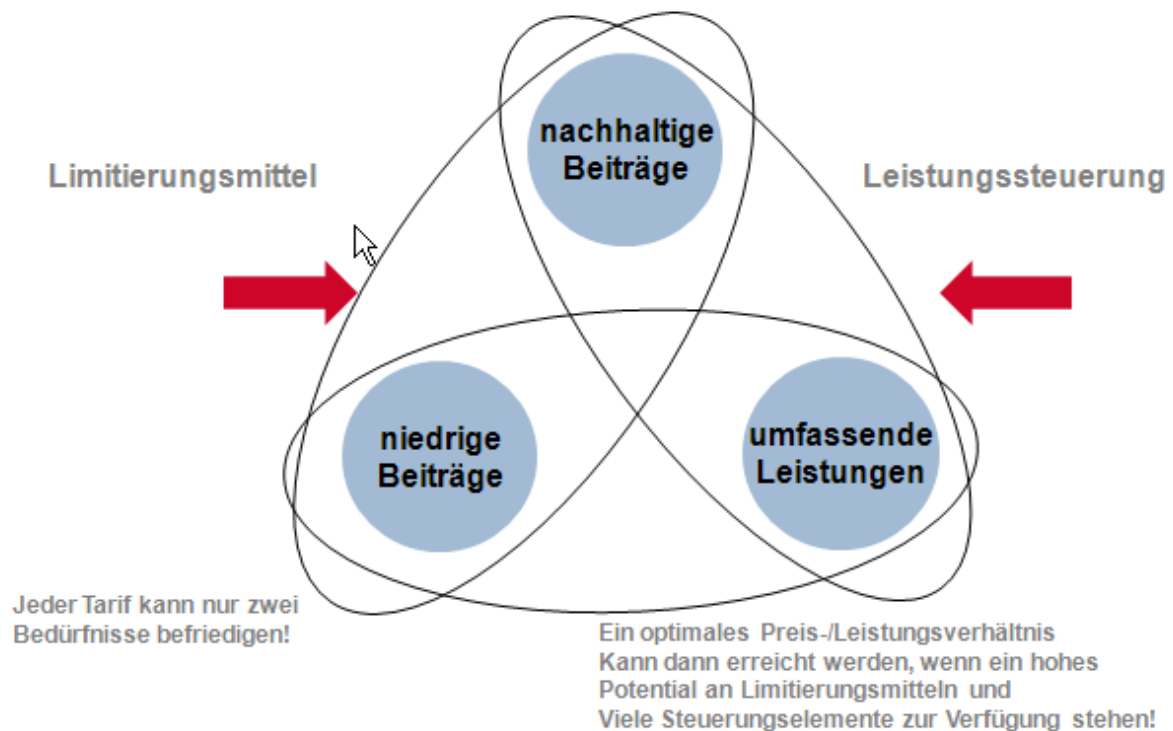 nachhaltige
Beiträge
Limitierungsmittel
Leistungssteuerung
niedrige
Beiträge
umfassende
Leistungen
Jeder Tarif kann nur zwei
Bedürfnisse befriedigen!
Ein optimales Preis-/Leistungsverhältnis
Kann dann erreicht werden, wenn ein hohes
Potential an Limitierungsmitteln und
Viele Steuerungselemente zur Verfügung stehen!